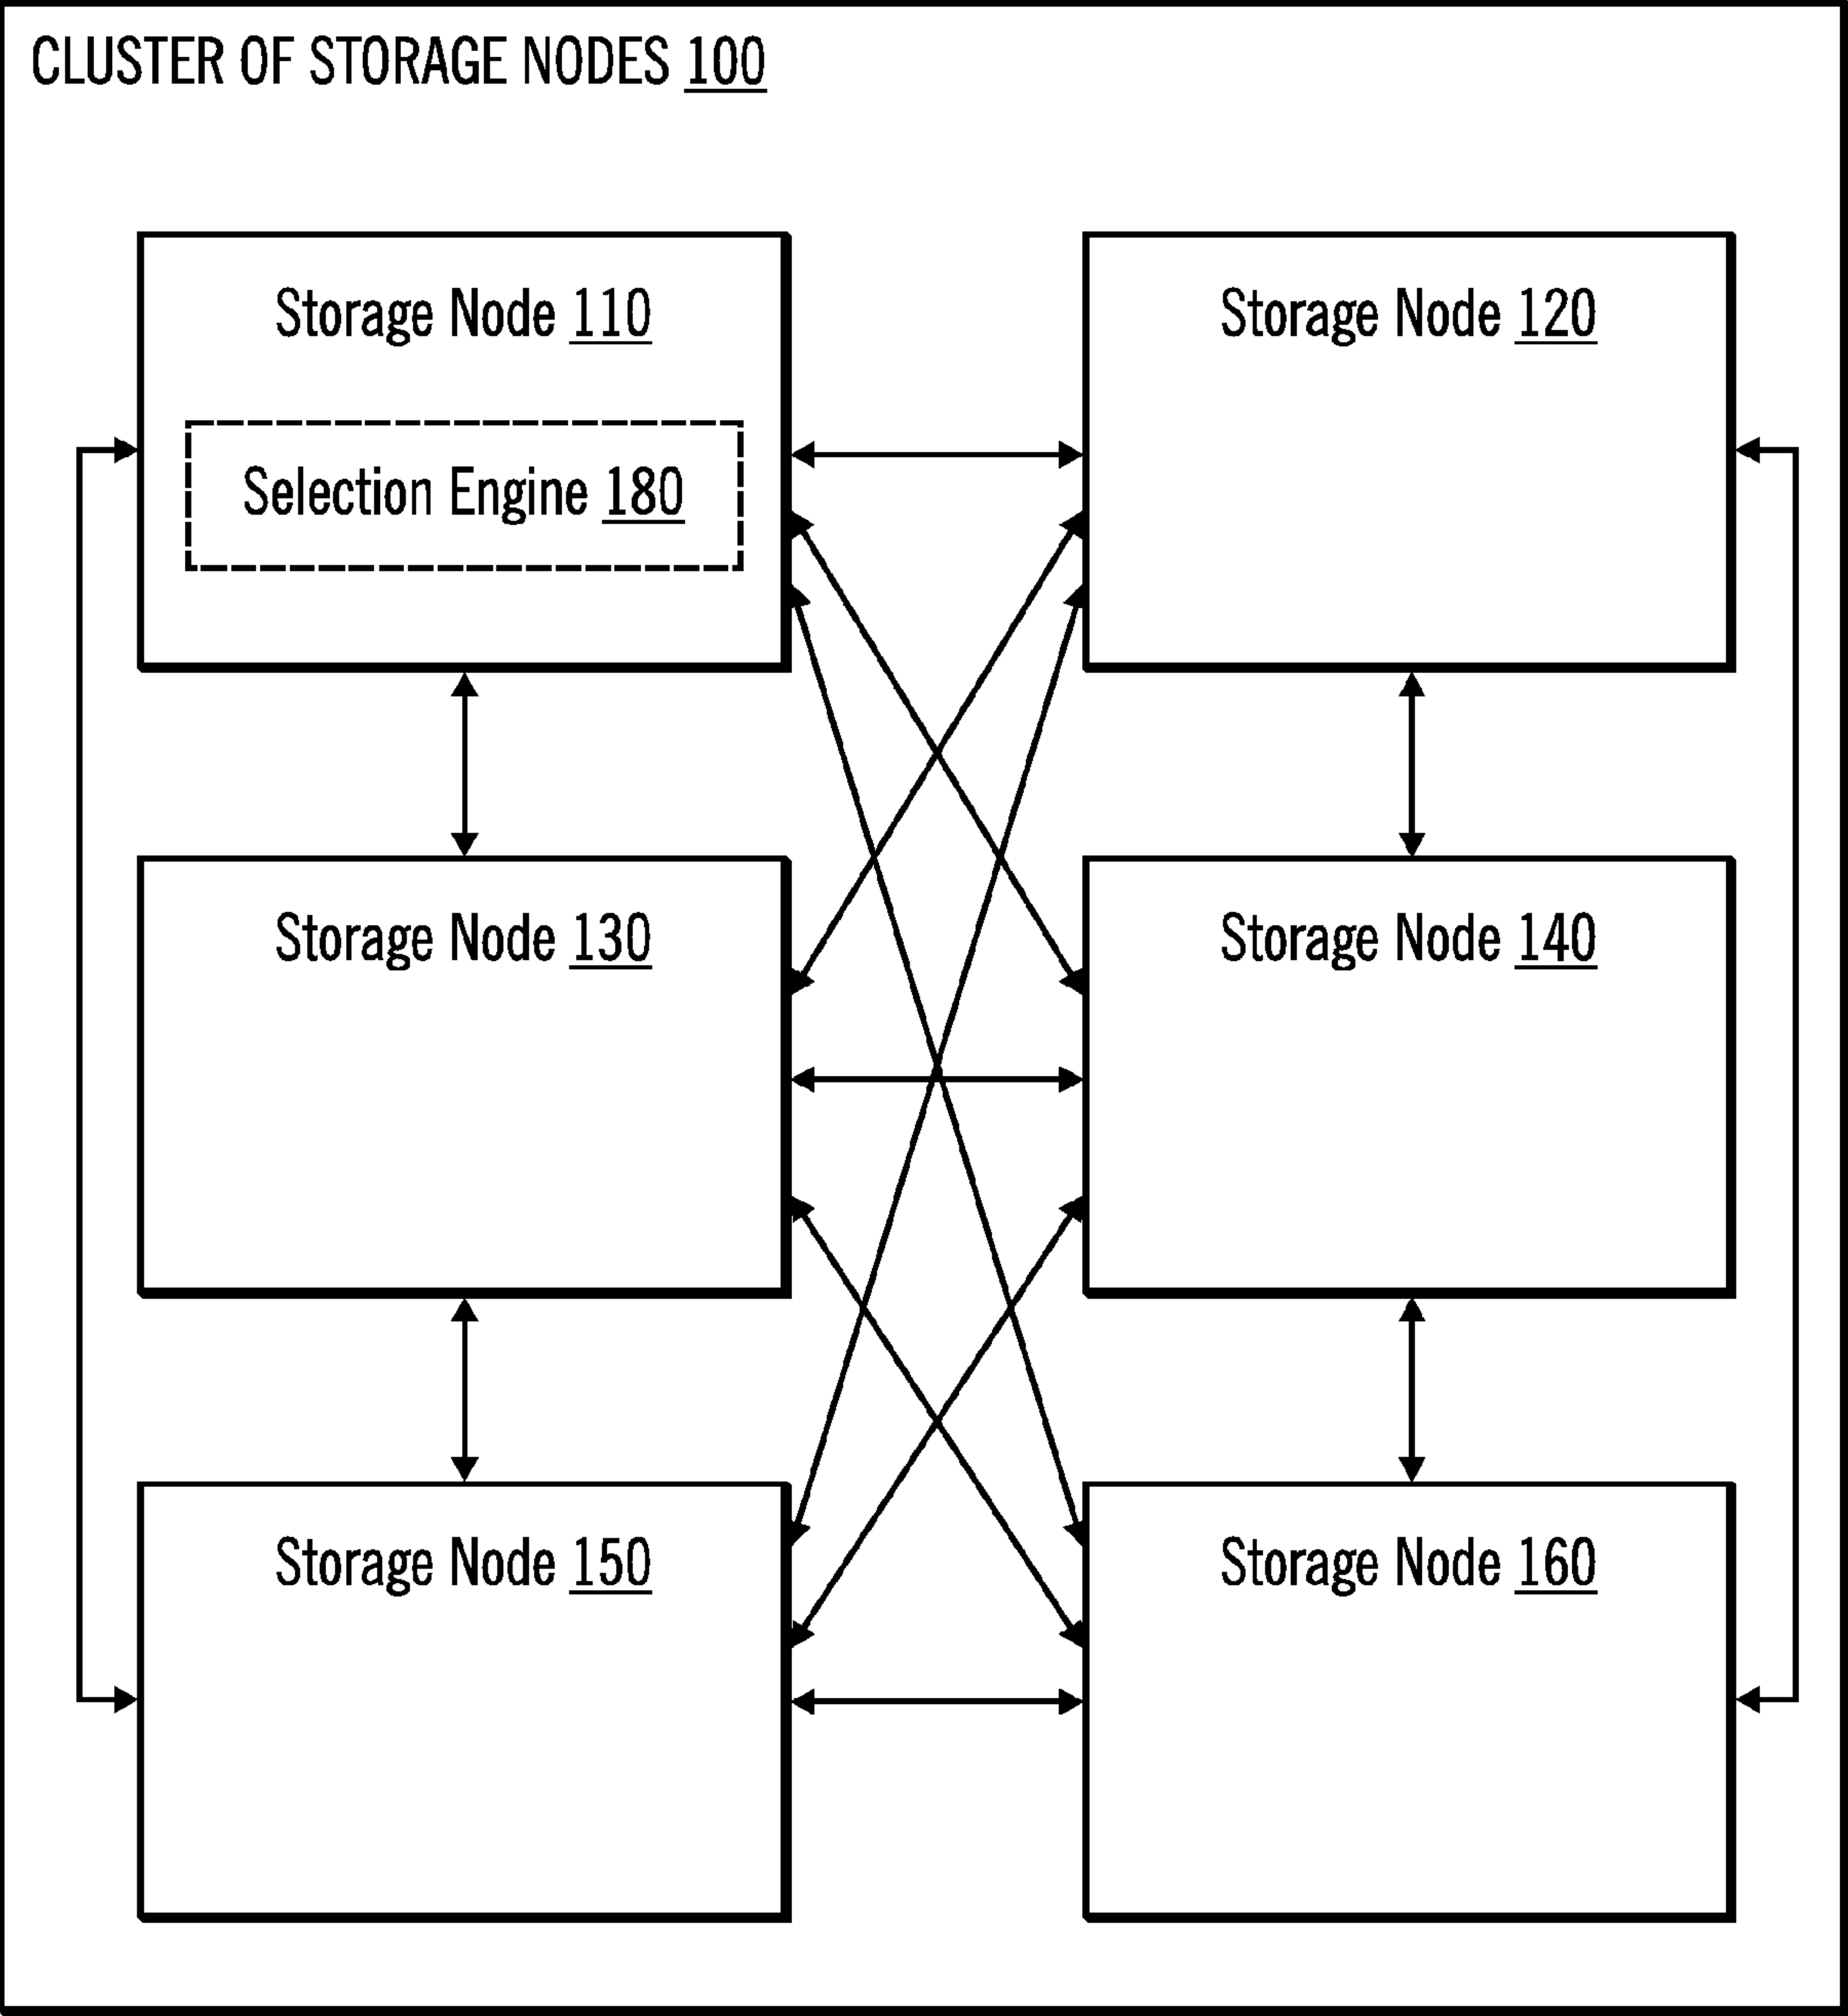 CLUSTER OF STORAGE NODES 100
Storage Node 110
Storage Node 120
Selection Engine 180
Storage Node 130
Storage Node 140
Storage Node 150
Storage Node 160